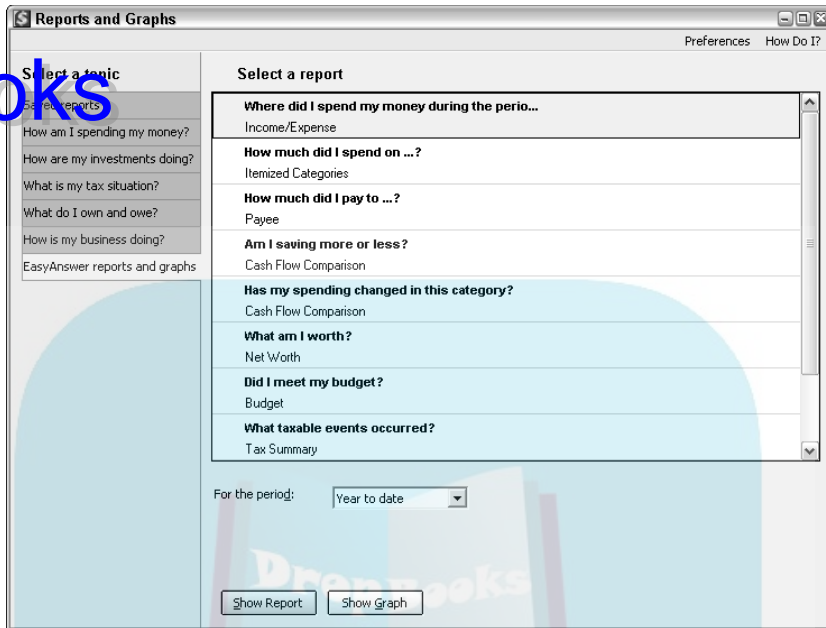 Reports and Graphs
Preferences How Do I?
Select a topic
Saved reports
How am I spending my money?
How are my investments doing?
What is my tax situation?
What do I own and owe?
How is my business doing?
EasyAnswer reports and graphs
Select a report
Where did I spend my money during the perio...
Income/Expense
How much did I spend on ...?
Itemized Categories
How much did I pay to ...?
Payee
Am I saving more or less?
Cash Flow Comparison
Has my spending changed in this category?
Cash Flow Comparison
What am I worth?
Net Worth
Did I meet my budget?
Budget
What taxable events occurred?
Tax Summary
For the period: Year to date
Show Report Show Graph
oks
DropBooks